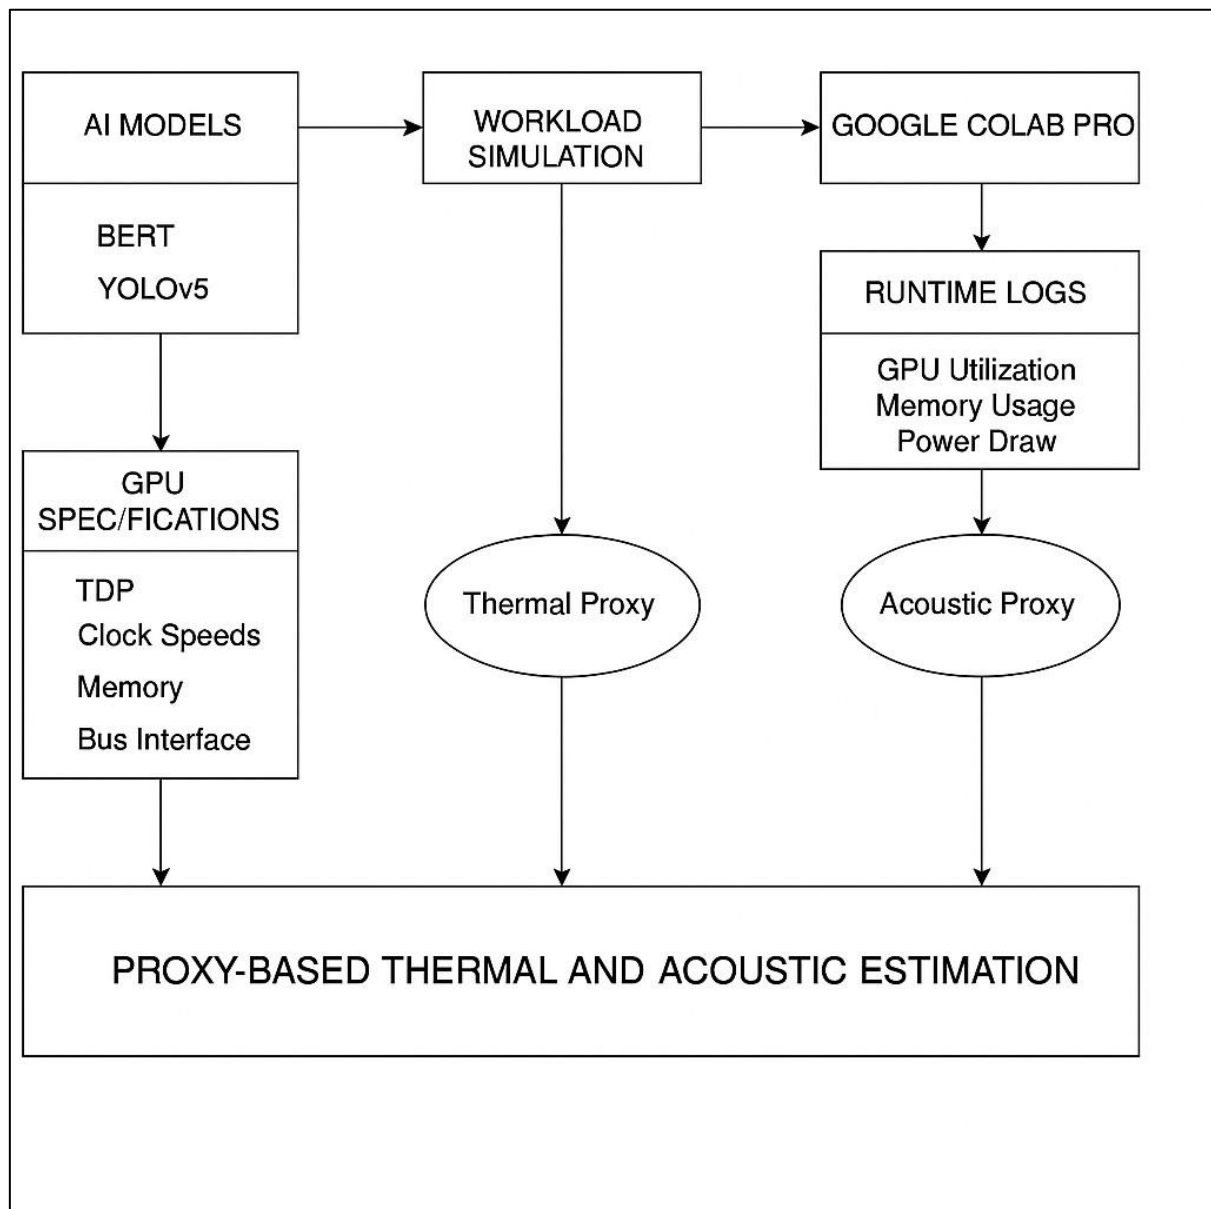 AI MODELS
BERT
YOLOv5
WORKLOAD
SIMULATION
GOOGLE COLAB PRO
RUNTIME LOGS
GPU Utilization
Memory Usage
Power Draw
GPU
SPEC/FICATIONS
TDP
Clock Speeds
Memory
Bus Interface
Thermal Proxy
Acoustic Proxy
PROXY-BASED THERMAL AND ACOUSTIC ESTIMATION